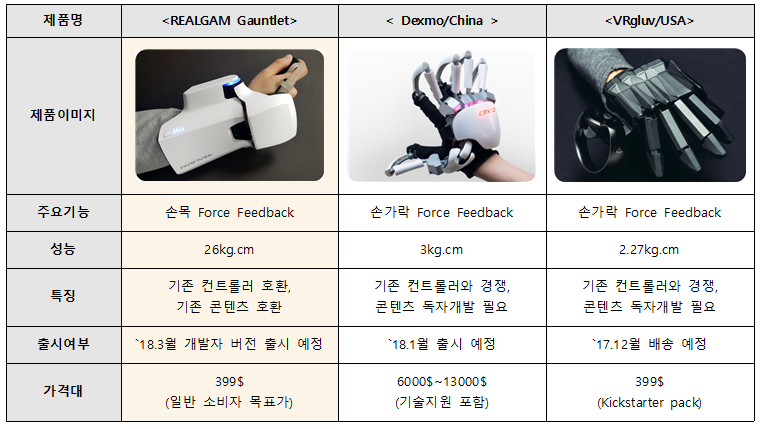 제품명 <REALGAM Gauntlet> < Dexmo/China > <VRgluv/USA>
제품이미지
주요기능 손목 Force Feedback 손가락 Force Feedback 손가락 Force Feedback
성능 26kg.cm 3kg.cm 2.27kg.cm
특징 기존 컨트롤러 호환, 기존 컨트롤러와 경쟁, 기존 컨트롤러와 경쟁,
기존 콘텐츠 호환 콘텐츠 독자개발 필요 콘텐츠 독자개발 필요
출시여부 `18.3월 개발자 버전 출시 예정 `18.1월 출시 예정 `17.12월 배송 예정
가격대 399$ 6000$~13000$ 399$
(일반 소비자 목표가) (기술지원 포함) (Kickstarter pack)